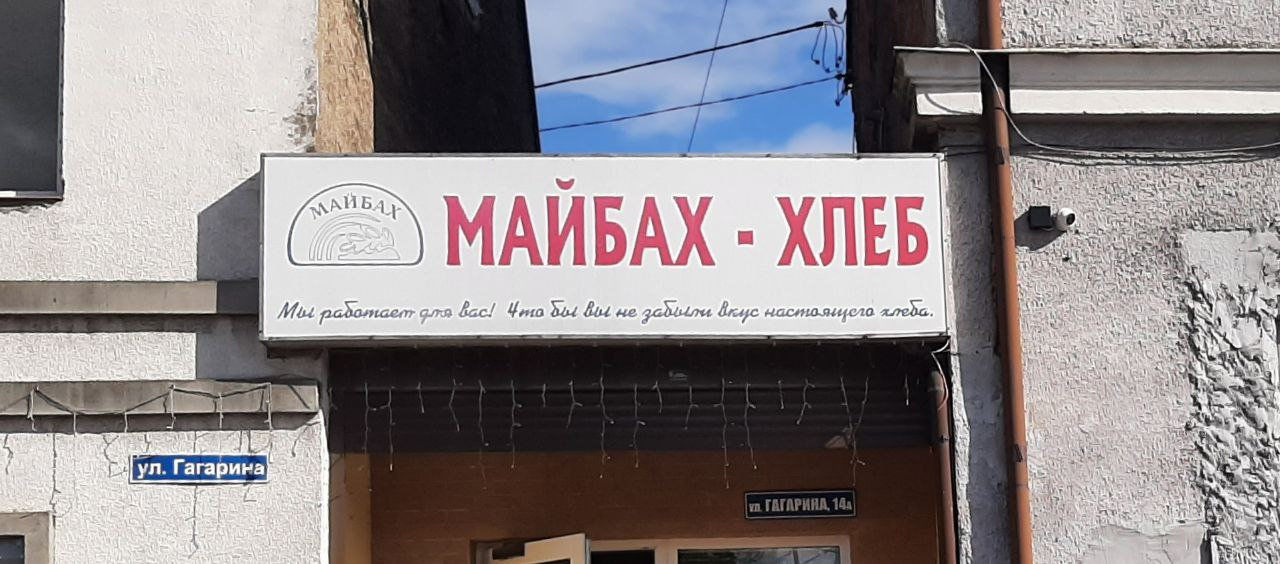 МАЙБАХ
МАЙБАХ - ХЛЕБ
Мы работаем для вас! Что бы вы не забыли вкус настоящего хлеба.
ул. Гагарина
ул. ГАГАРИНА, 14а